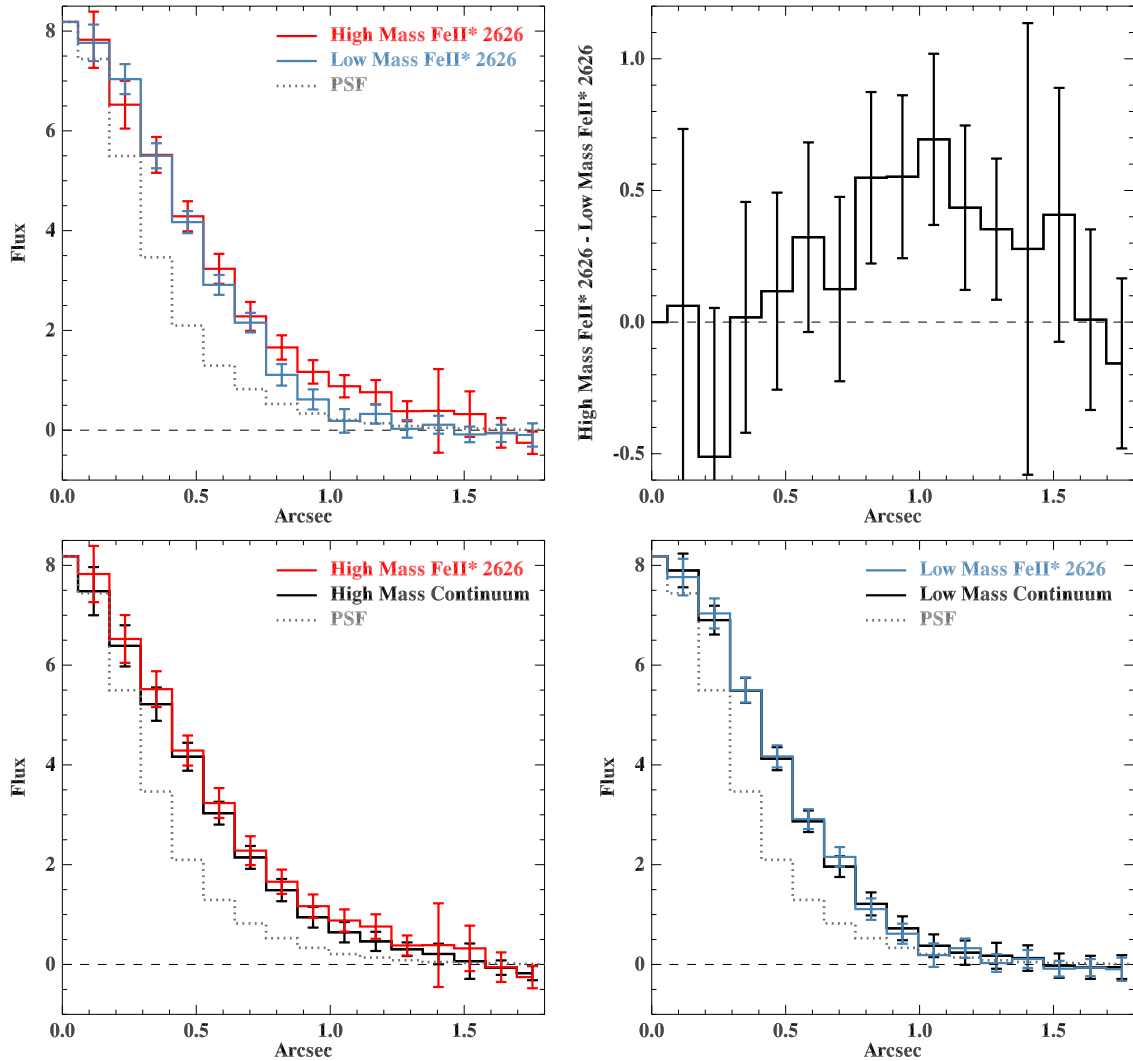 High Mass FeII* 2626
Low Mass FeII* 2626
PSF
Flux
8
6
4
2
0
0.0 0.5 1.0 1.5
Arcsec
High Mass FeII* 2626 - Low Mass FeII* 2626
1.0
0.5
0.0
-0.5
0.0 0.5 1.0 1.5
Arcsec
High Mass FeII* 2626
High Mass Continuum
PSF
Flux
8
6
4
2
0
0.0 0.5 1.0 1.5
Arcsec
Low Mass FeII* 2626
Low Mass Continuum
PSF
Flux
8
6
4
2
0
0.0 0.5 1.0 1.5
Arcsec